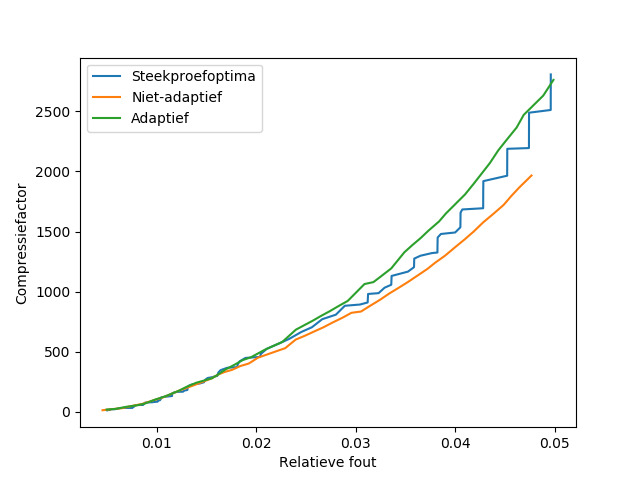 Steekproefoptima
Niet-adaptief
Adaptief
2500
2000
1500
1000
500
0
Compressiefactor
0.01 0.02 0.03 0.04 0.05
Relatieve fout